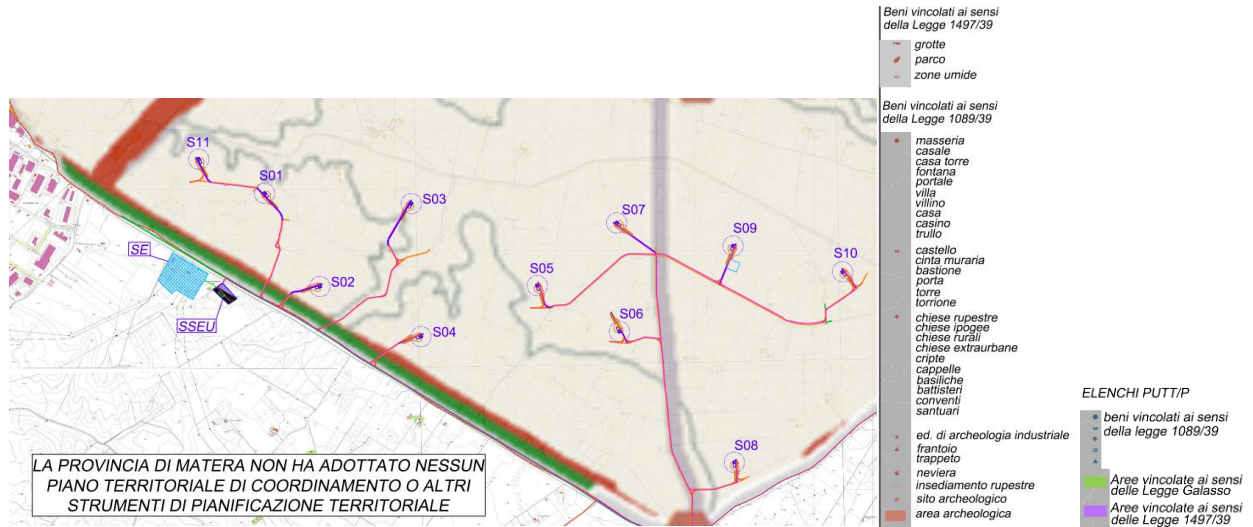 Beni vincolati ai sensi
della Legge 1497/39
grotte
parco
zone umide
Beni vincolati ai sensi
della Legge 1089/39
masseria
casale
casa torre
fontana
portale
villa
villino
casa
casino
trullo
castello
cinta muraria
bastione
porta
torre
torrione
chiese rupestre
chiese ipogee
chiese rurali
chiese extraurbane
cripte
cappelle
basiliche
battisteri
conventi
santuari
ed. di archeologia industriale
frantoio
trappeto
neviera
insediamento rupestre
sito archeologico
area archeologica
ELENCHI PUTT/P
beni vincolati ai sensi
della legge 1089/39
Aree vincolate ai sensi
delle Legge Galasso
Aree vincolate ai sensi
della Legge 1497/39
S11
S01
S03
S07
S09
S10
SE
S05
S02
SSEU
S06
S04
S08
LA PROVINCIA DI MATERA NON HA ADOTTATO NESSUN
PIANO TERRITORIALE DI COORDINAMENTO O ALTRI
STRUMENTI DI PIANIFICAZIONE TERRITORIALE